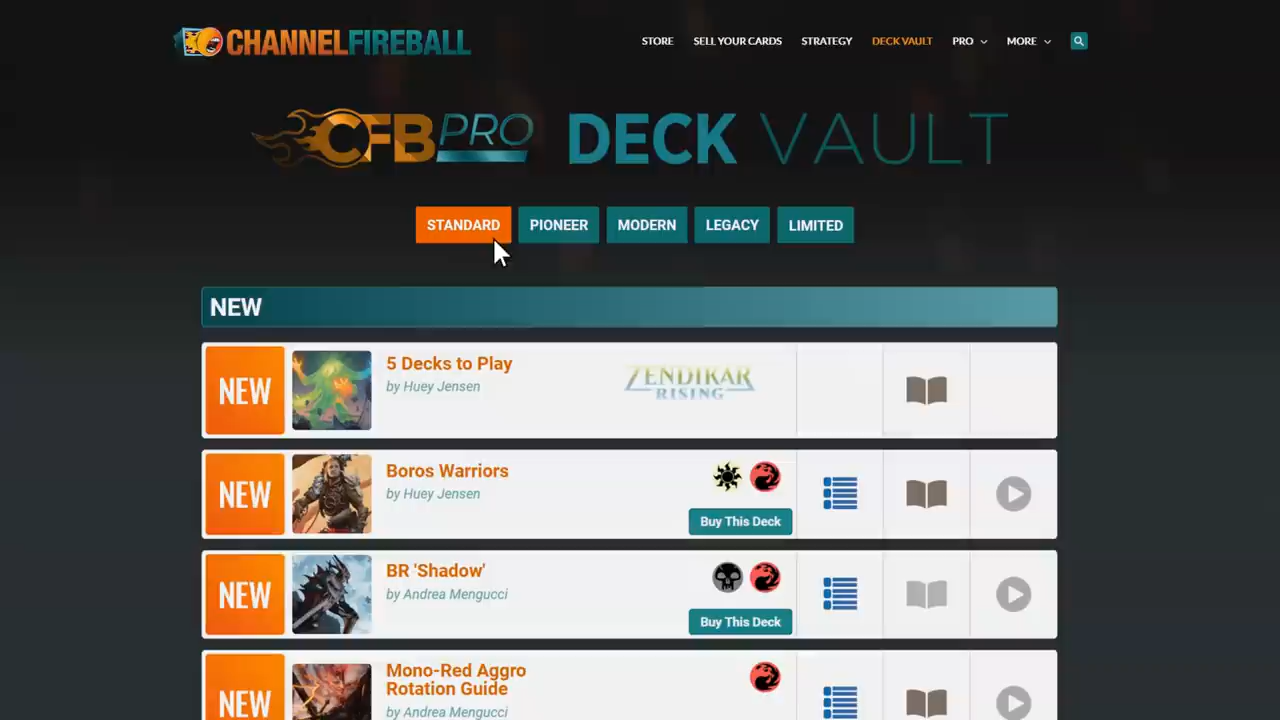 CHANNELFIREBALL
STORE SELL YOUR CARDS STRATEGY DECK VAULT PRO MORE
CFB PRO DECK VAULT
STANDARD PIONEER MODERN LEGACY LIMITED
NEW
NEW
5 Decks to Play
by Huey Jensen
ZENDIKAR
RISING
NEW
Boros Warriors
by Huey Jensen
Buy This Deck
NEW
BR 'Shadow'
by Andrea Mengucci
Buy This Deck
NEW
Mono-Red Aggro
Rotation Guide
by Andrea Mengucci